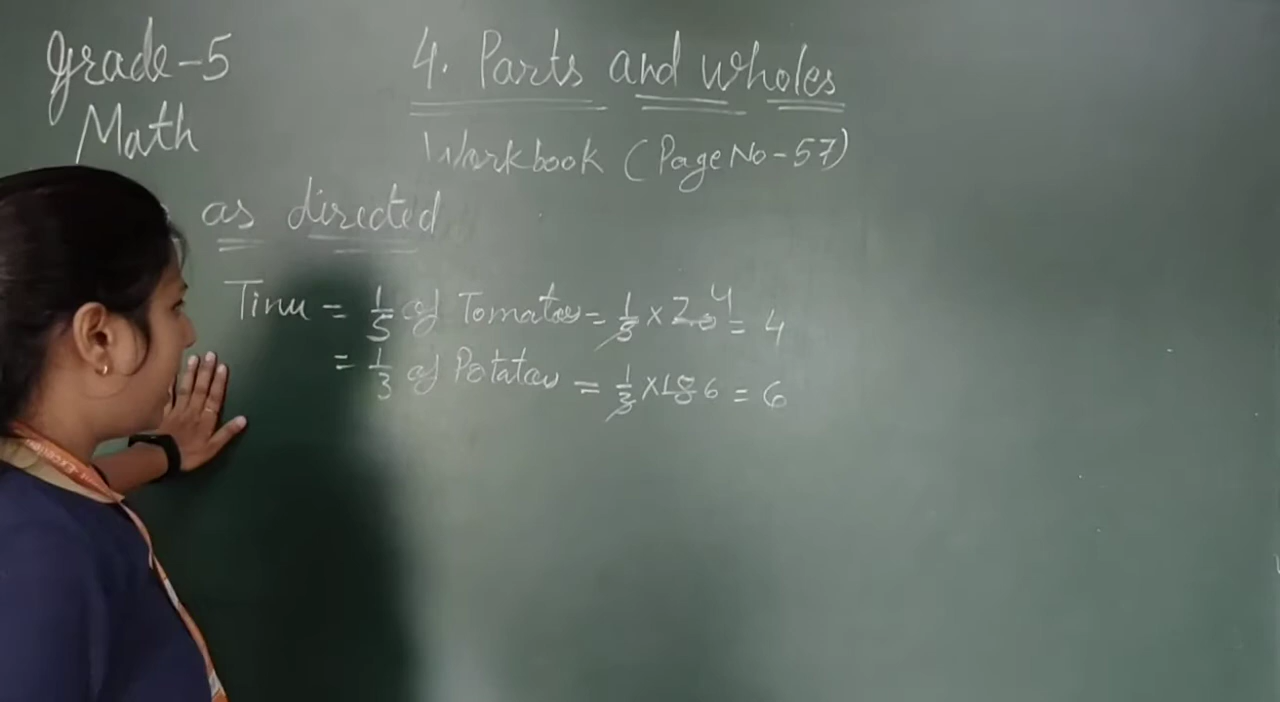 Grade-5
Math
4. Parts and wholes
Workbook (Page No-57)
as directed
Tinu = 1/5 of Tomatoes = 1/5 × 20 4 = 4
= 1/3 of Potatoes = 1/3 × 18 6 = 6